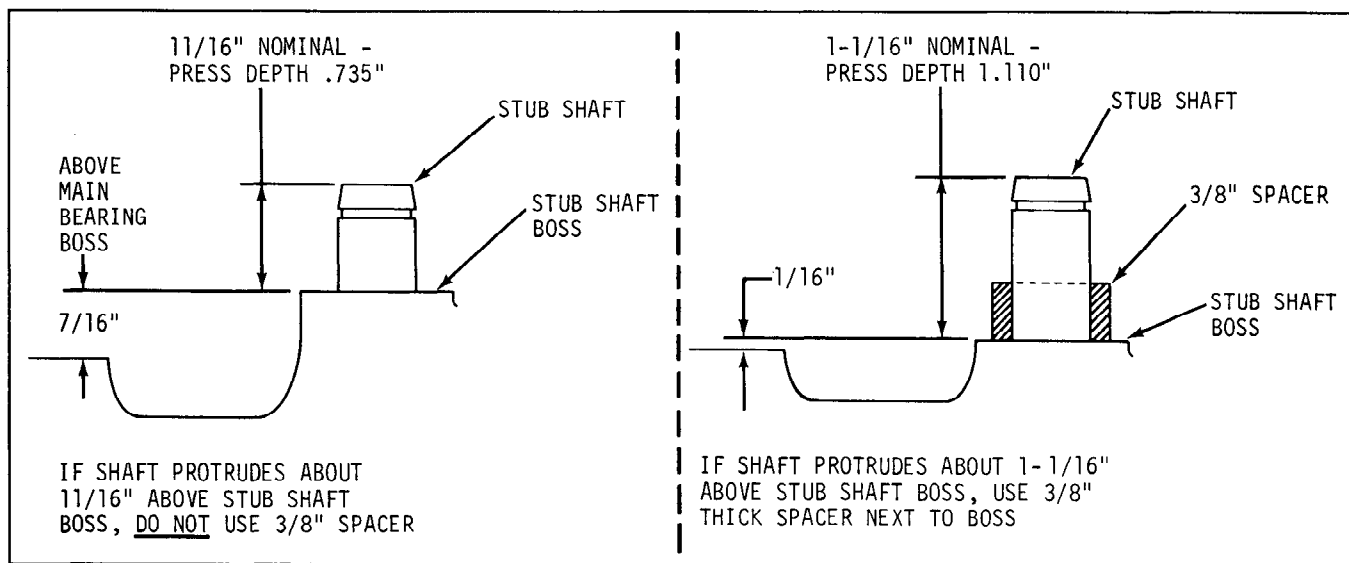 11/16" NOMINAL -
PRESS DEPTH .735"
STUB SHAFT
ABOVE
MAIN
BEARING
BOSS
STUB SHAFT
BOSS
7/16"
IF SHAFT PROTRUDES ABOUT
11/16" ABOVE STUB SHAFT
BOSS, DO NOT USE 3/8" SPACER
1-1/16" NOMINAL -
PRESS DEPTH 1.110"
STUB SHAFT
3/8" SPACER
1/16"
STUB SHAFT
BOSS
IF SHAFT PROTRUDES ABOUT 1-1/16"
ABOVE STUB SHAFT BOSS, USE 3/8"
THICK SPACER NEXT TO BOSS